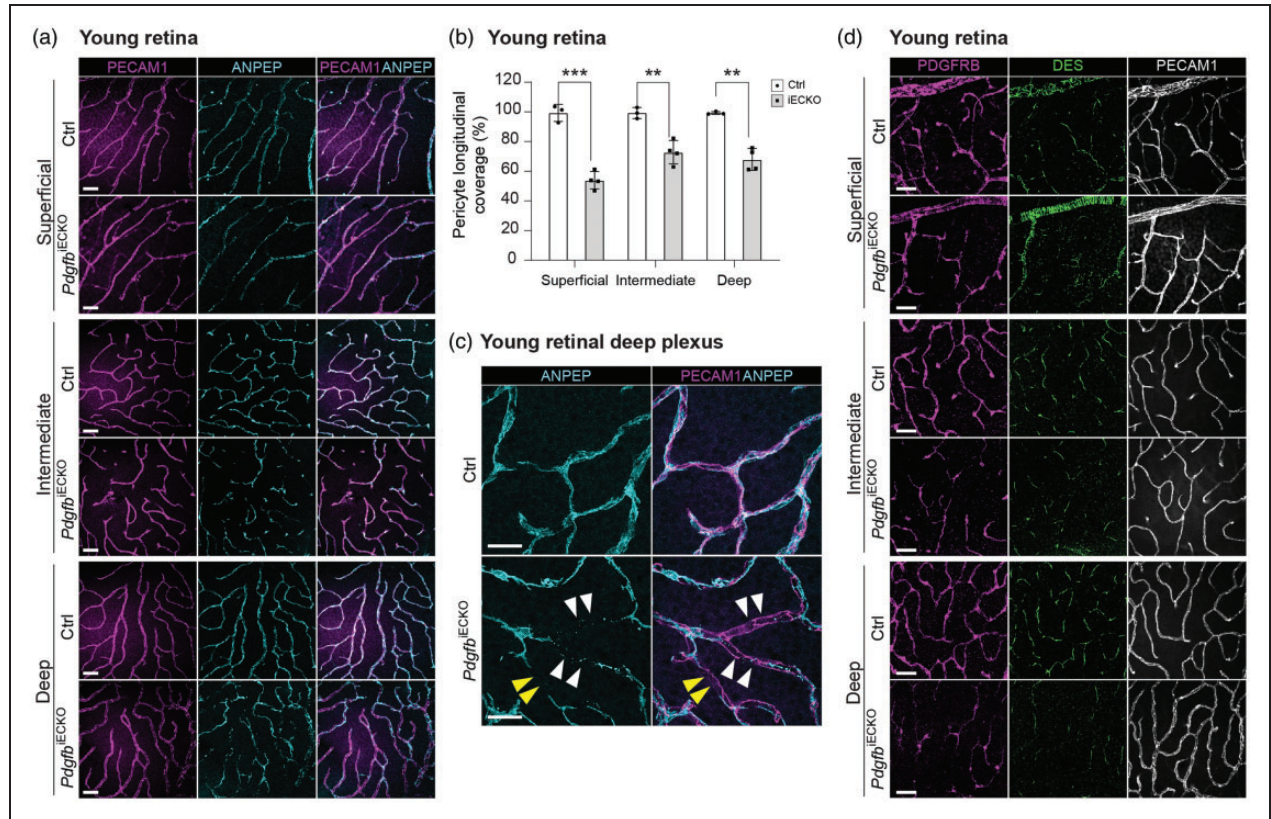 (a) Young retina
PECAM1 ANPEP PECAM1ANPEP
Superficial
Ctrl
Pdgfb^iECKO
Intermediate
Ctrl
Pdgfb^iECKO
Deep
Ctrl
Pdgfb^iECKO
(b) Young retina
Pericyte longitudinal
coverage (%)
120
100
80
60
40
20
0
*** ** **
Ctrl
iECKO
Superficial Intermediate Deep
(c) Young retinal deep plexus
ANPEP PECAM1ANPEP
Ctrl
Pdgfb^iECKO
(d) Young retina
PDGFRB DES PECAM1
Superficial
Ctrl
Pdgfb^iECKO
Intermediate
Ctrl
Pdgfb^iECKO
Deep
Ctrl
Pdgfb^iECKO